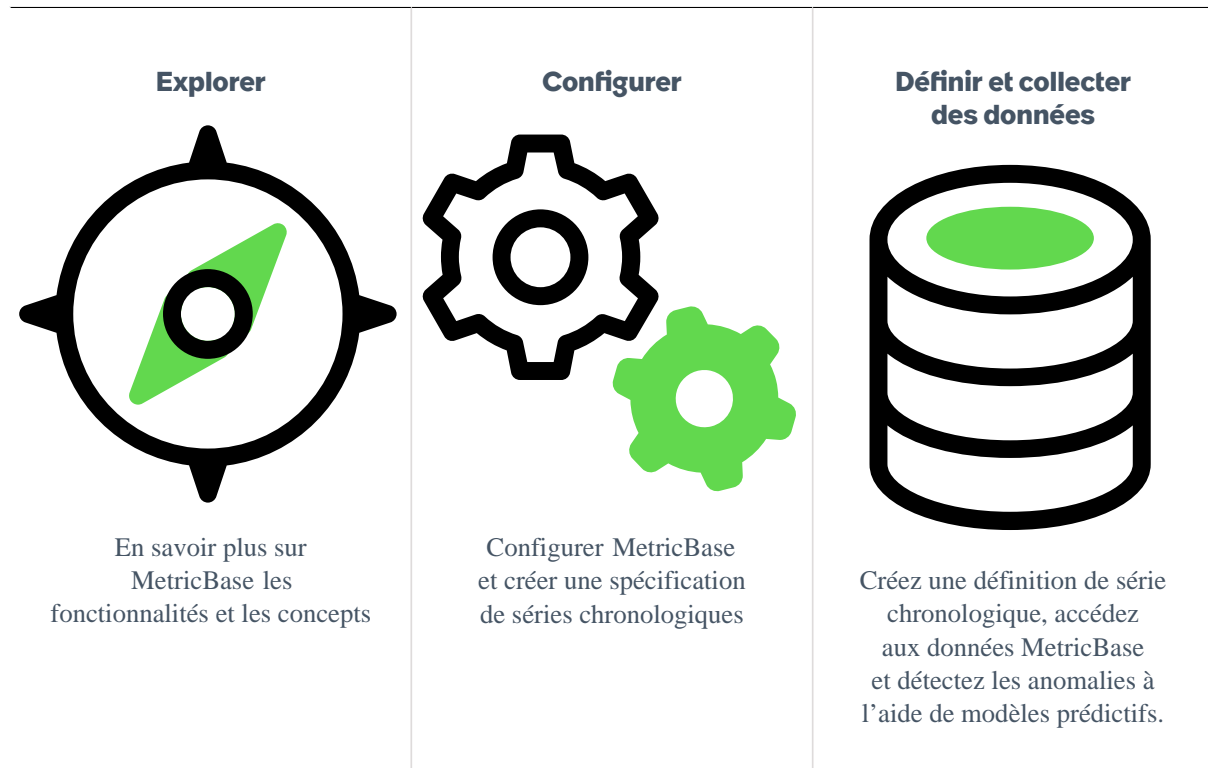 Explorer
En savoir plus sur
MetricBase les
fonctionnalités et les concepts
Configurer
Configurer MetricBase
et créer une spécification
de séries chronologiques
Définir et collecter
des données
Créez une définition de série
chronologique, accédez
aux données MetricBase
et détectez les anomalies à
l’aide de modèles prédictifs.